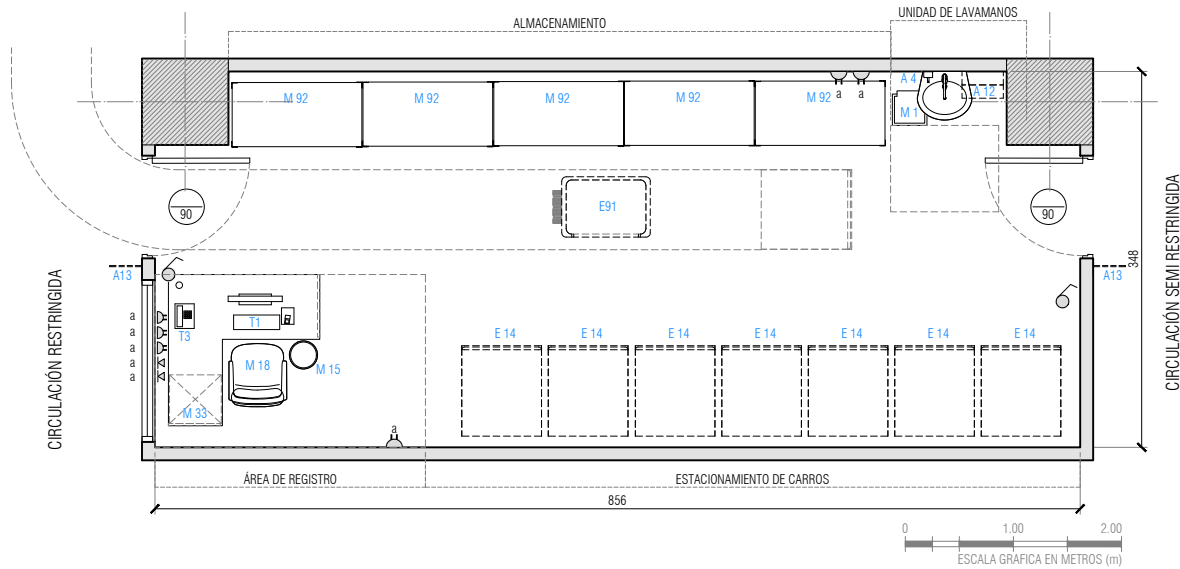 ALMACENAMIENTO
UNIDAD DE LAVAMANOS
M 92
M 92
M 92
M 92
M 92
a
a
A 4
M 1
A 12
90
E91
90
CIRCULACIÓN RESTRINGIDA
CIRCULACIÓN SEMI RESTRINGIDA
348
A13
A13
a
a
a
a
a
T3
T1
M 18
M 15
M 33
a
E 14
E 14
E 14
E 14
E 14
E 14
E 14
ÁREA DE REGISTRO
ESTACIONAMIENTO DE CARROS
856
0
1.00
2.00
ESCALA GRAFICA EN METROS (m)